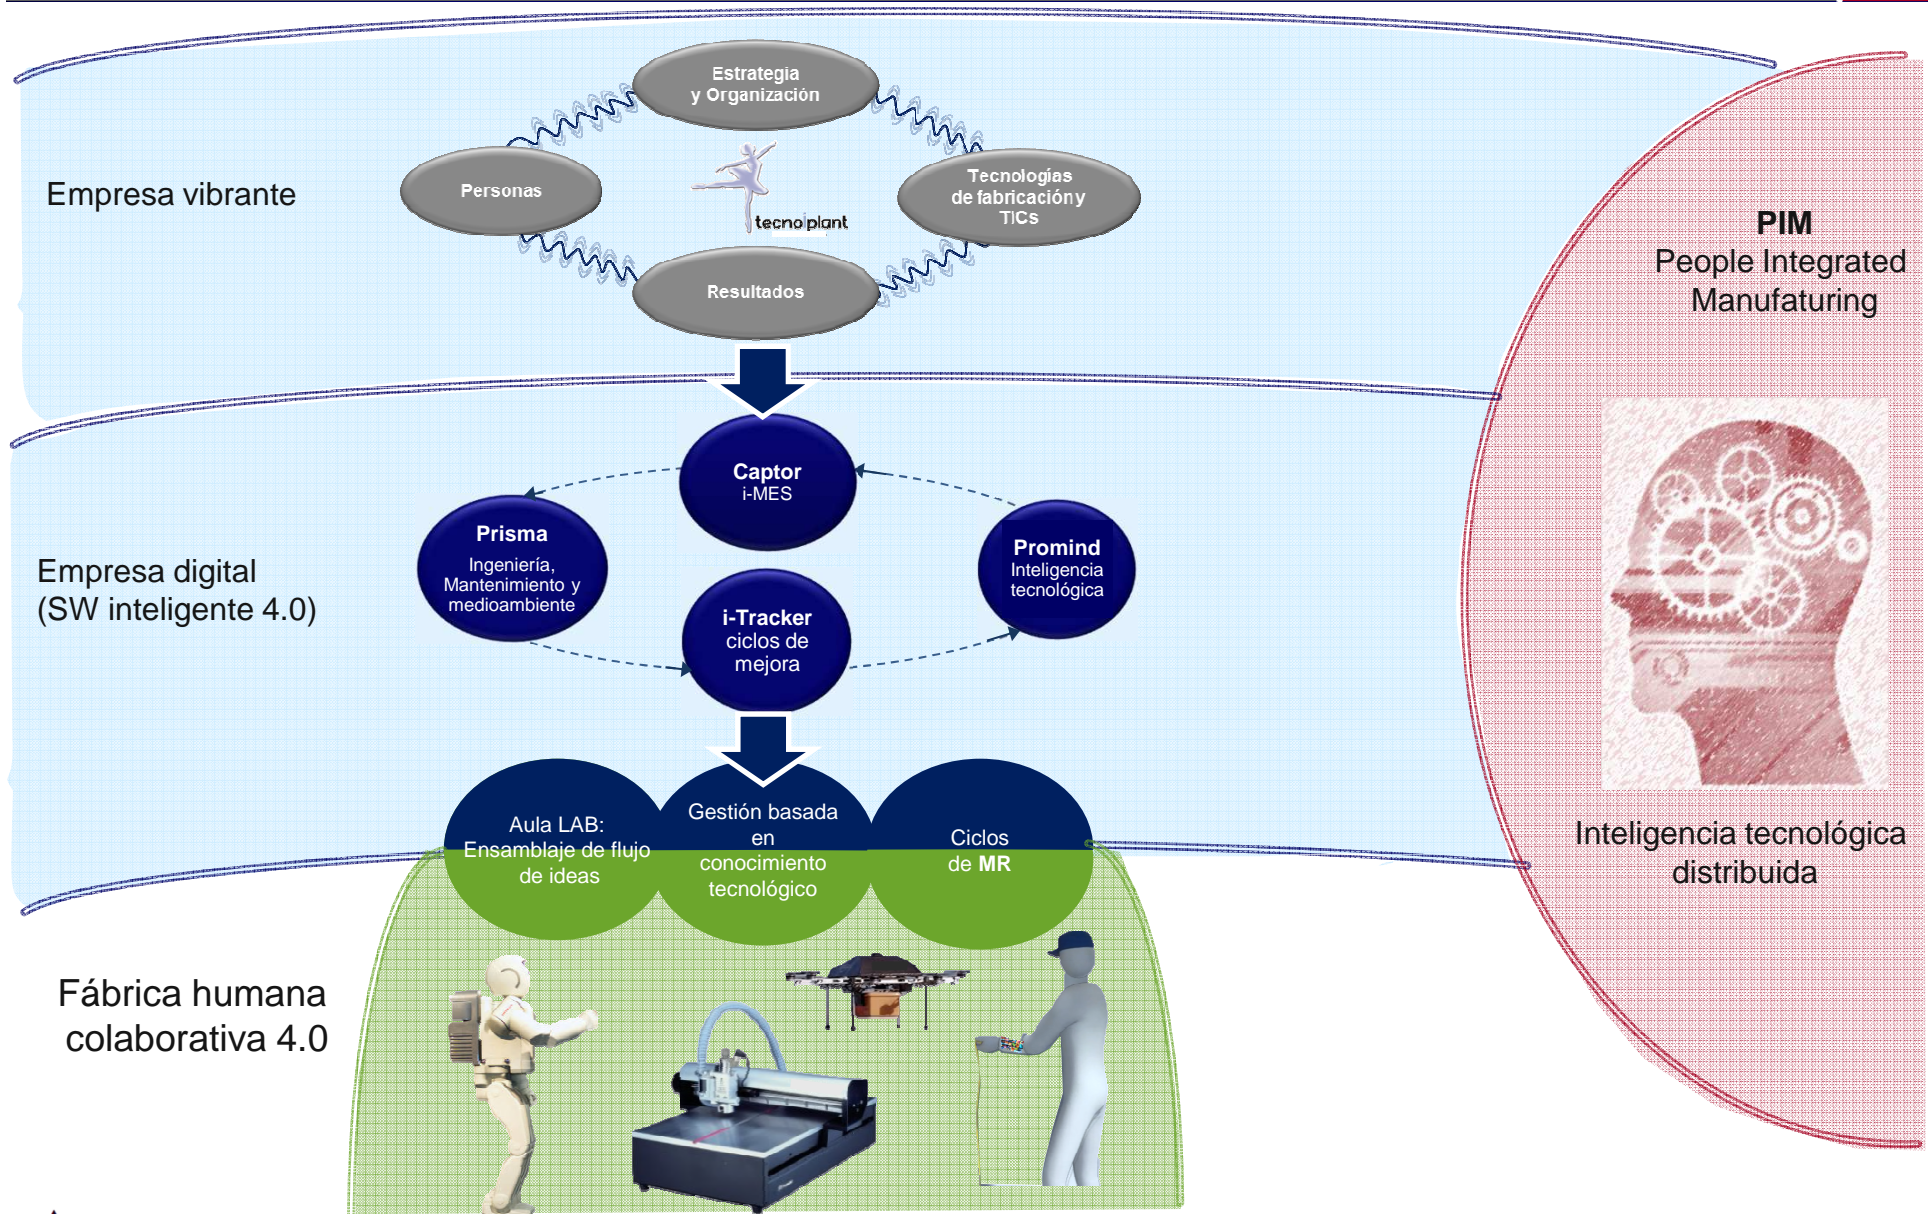 Estrategia
y Organización
Empresa vibrante
Personas
tecnoiplant
Tecnologías
de fabricación y
TICs
Resultados
PIM
People Integrated
Manufaturing
Captor
i-MES
Prisma
Ingeniería,
Mantenimiento y
medioambiente
Promind
Inteligencia
tecnológica
Empresa digital
(SW inteligente 4.0)
i-Tracker
ciclos de
mejora
Aula LAB:
Ensamblaje de flujo
de ideas
Gestión basada
en
conocimiento
tecnológico
Ciclos
de MR
Inteligencia tecnológica
distribuida
Fábrica humana
colaborativa 4.0